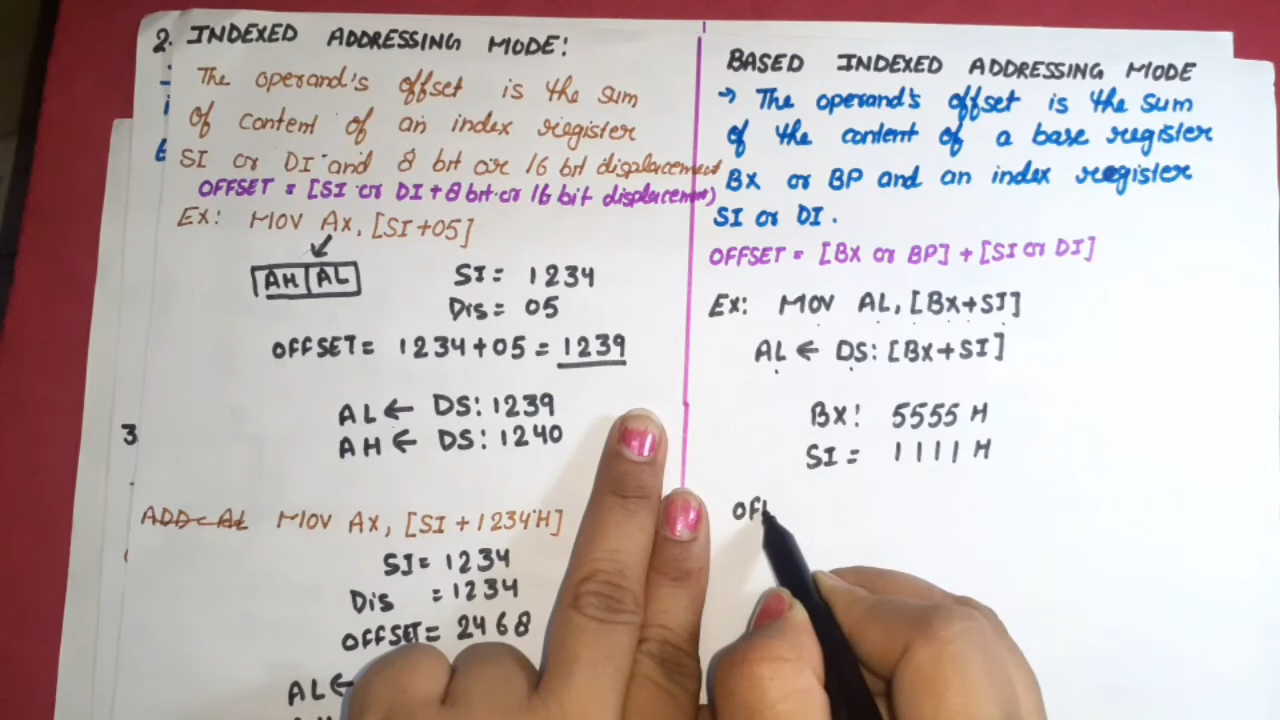 2. INDEXED ADDRESSING MODE:
The operand's offset is the sum
of content of an index register
SI or DI and 8 bit or 16 bit displacement
OFFSET = [SI or DI + 8 bit or 16 bit displacement)
Ex: MOV AX, [SI+05]
AH AL
SI = 1234
Dis = 05
OFFSET = 1234+05 = 1239
AL ← DS: 1239
AH ← DS: 1240
3
ADD AL MOV AX, [SI + 1234H]
SI = 1234
Dis = 1234
OFFSET = 2468
AL ←
BASED INDEXED ADDRESSING MODE
→ The operand's offset is the sum
of the content of a base register
BX or BP and an index register
SI or DI.
OFFSET = [BX or BP] + [SI or DI]
Ex: MOV AL, [BX+SI]
AL ← DS: [BX+SI]
BX: 5555 H
SI = 1111 H
OF